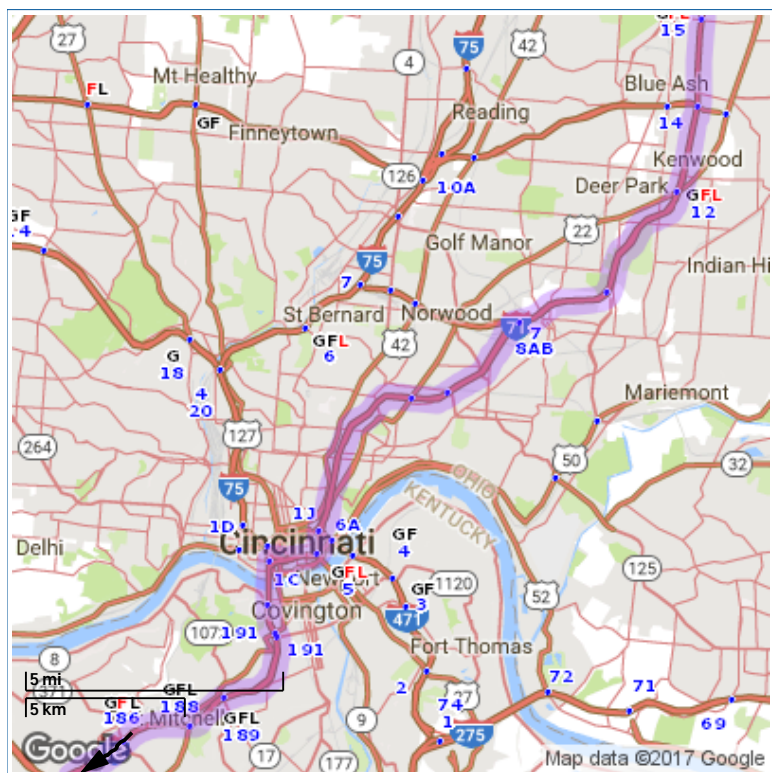 GFL
15
27
75
42
4
Mt Healthy
FL
GF
Finneytown
Reading
Blue Ash
14
126
10A
Kenwood
Deer Park
GFL
12
GF
22
Golf Manor
75
7
Indian Hi
St Bernard
Norwood
71
7
8AB
GFL
6
42
G
18
4
20
Mariemont
127
264
50
32
75
OHIO
KENTUCKY
1J
6A
1D
Cincinnati
GF
4
Delhi
1C
Newport
GFL
5
GF
3
1120
125
52
Covington
471
1072
191
191
Fort Thomas
8
5 mi
371
5 km
GFL
188
GFL
186
Mitchell
GFL
189
2
27
74
1
72
71
69
9
275
17
177
Google
Map data ©2017 Google